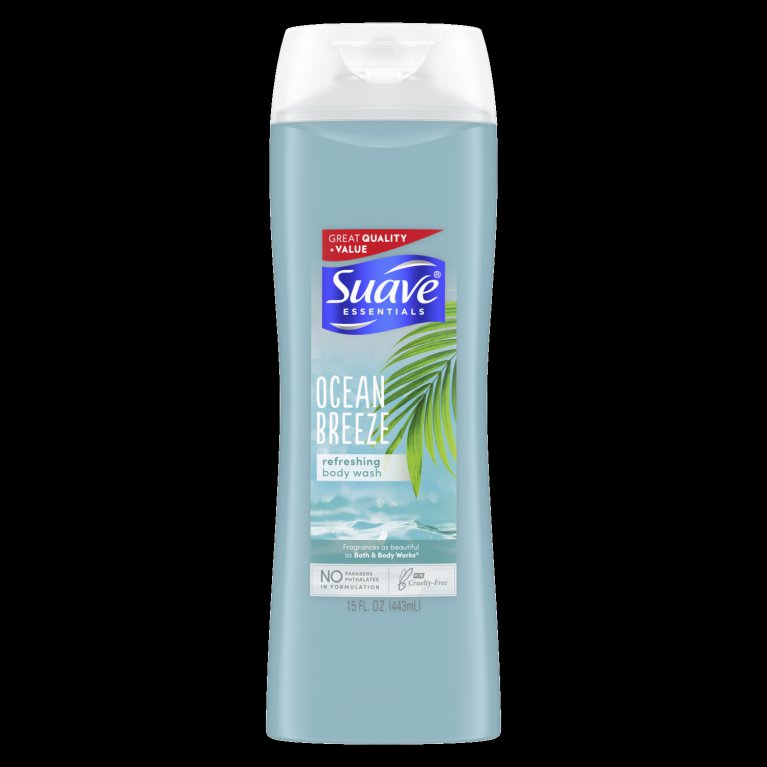 GREAT QUALITY
+ VALUE
Suave®
ESSENTIALS
OCEAN
BREEZE
refreshing
body wash
Fragrances as beautiful
as Bath & Body Works®
NO PARABENS
PHTHALATES
IN FORMULATION
Cruelty-Free
15 FL. OZ. (443mL)